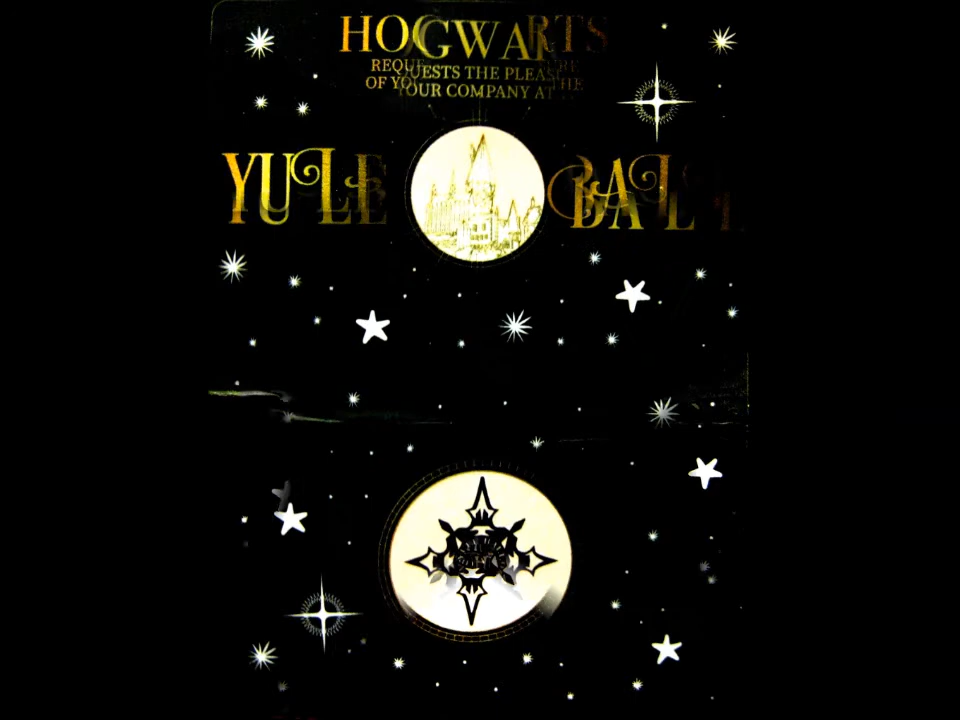 HOGWARTS
REQUESTS THE PLEASURE
OF YOUR COMPANY AT THE
YULE BALL